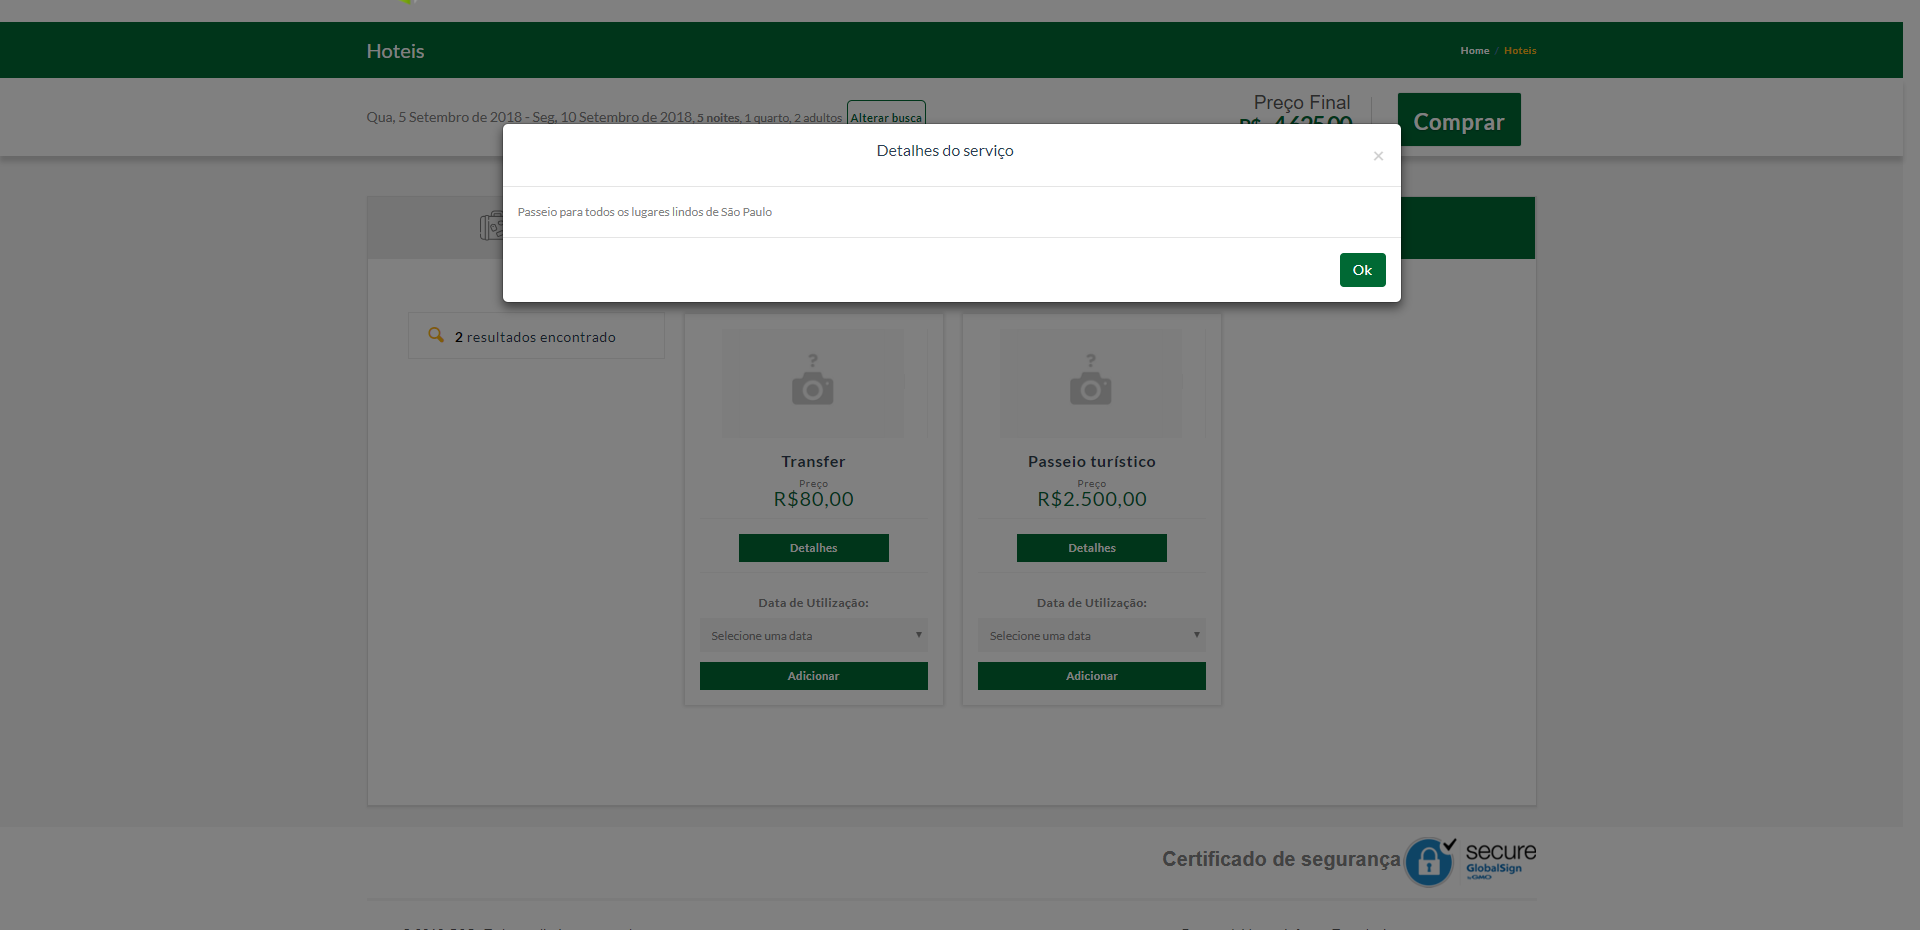 Hoteis
Home / Hoteis
Qua, 5 Setembro de 2018 - Seg, 10 Setembro de 2018, 5 noites, 1 quarto, 2 adultos Alterar busca
Preço Final
Comprar
Detalhes do serviço
×
Passeio para todos os lugares lindos de São Paulo
Ok
2 resultados encontrado
?
Transfer
Preço
R$80,00
Detalhes
Data de Utilização:
Selecione uma data
Adicionar
?
Passeio turístico
Preço
R$2.500,00
Detalhes
Data de Utilização:
Selecione uma data
Adicionar
Certificado de segurança
secure
GlobalSign
by GMO